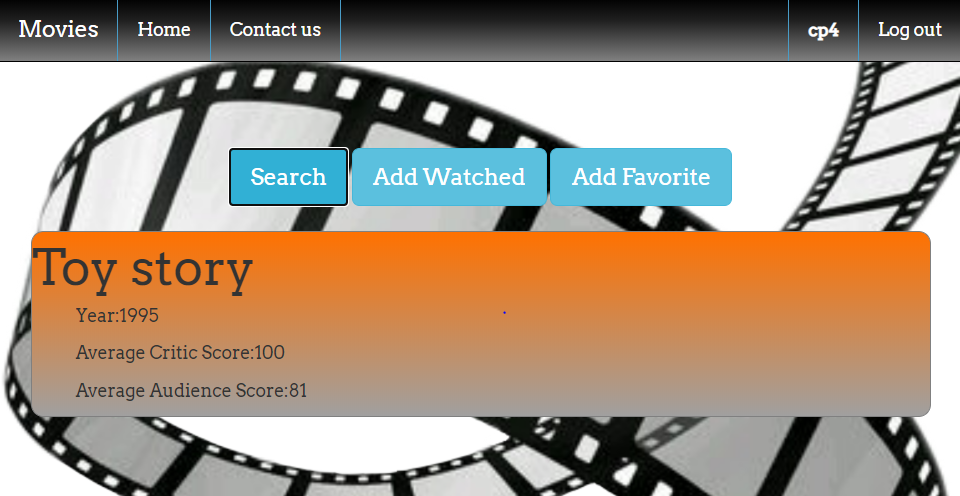 Movies Home Contact us cp4 Log out
Search Add Watched Add Favorite
Toy story
Year:1995
Average Critic Score:100
Average Audience Score:81